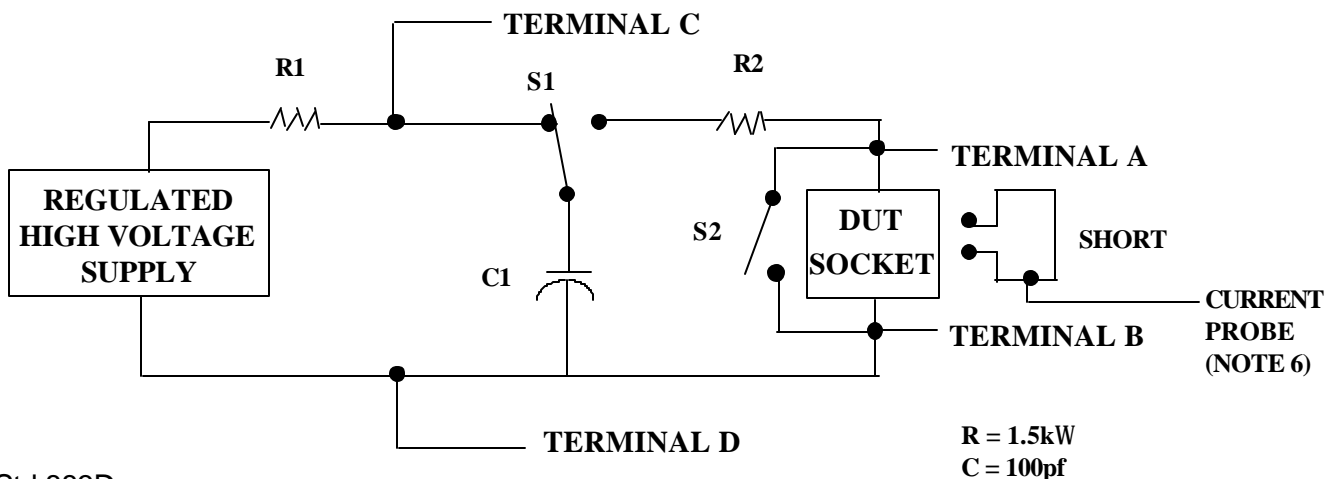 TERMINAL C
R1
R2
S1
TERMINAL A
REGULATED
HIGH VOLTAGE
SUPPLY
DUT
SOCKET
S2
SHORT
C1
CURRENT
PROBE
(NOTE 6)
TERMINAL B
TERMINAL D
R = 1.5kW
C = 100pf